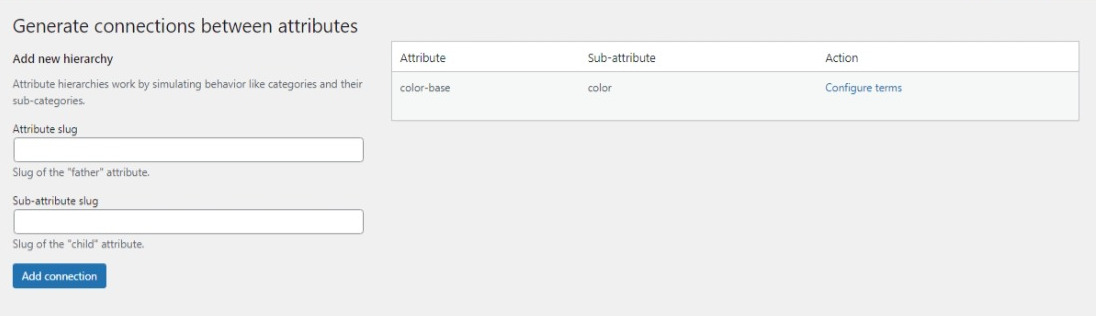 Generate connections between attributes
Add new hierarchy
Attribute hierarchies work by simulating behavior like categories and their
sub-categories.
Attribute slug
Slug of the "father" attribute.
Sub-attribute slug
Slug of the "child" attribute.
Add connection
Attribute Sub-attribute Action
color-base color Configure terms